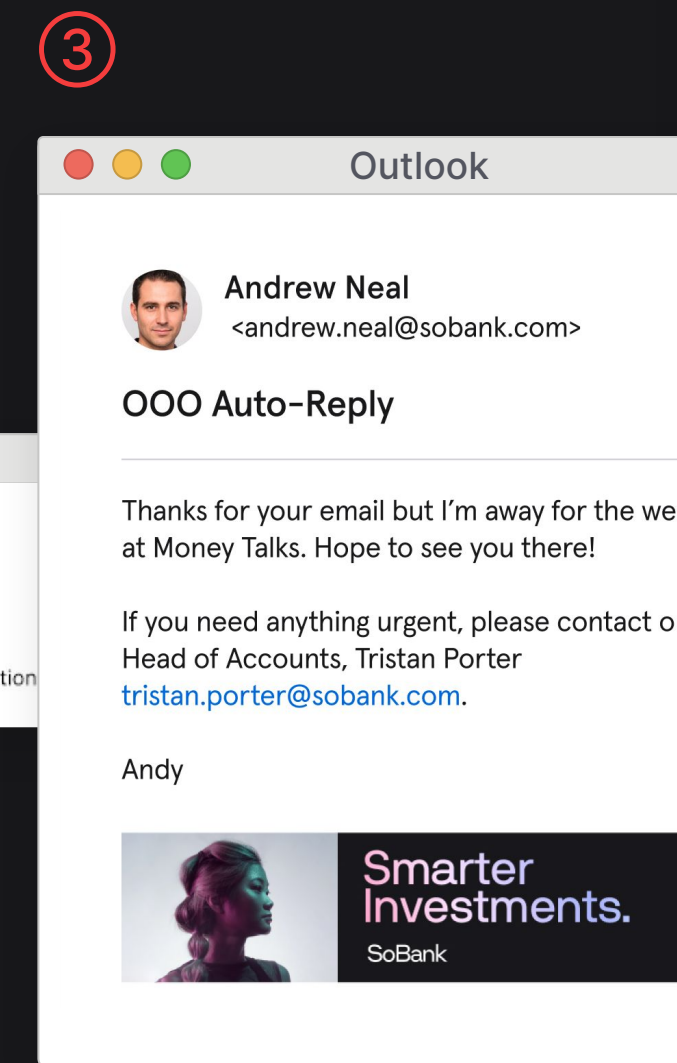 3
Outlook
Andrew Neal
<andrew.neal@sobank.com>
OOO Auto-Reply
Thanks for your email but I’m away for the we
at Money Talks. Hope to see you there!
If you need anything urgent, please contact o
Head of Accounts, Tristan Porter
tristan.porter@sobank.com.
tion
Andy
Smarter
Investments.
SoBank